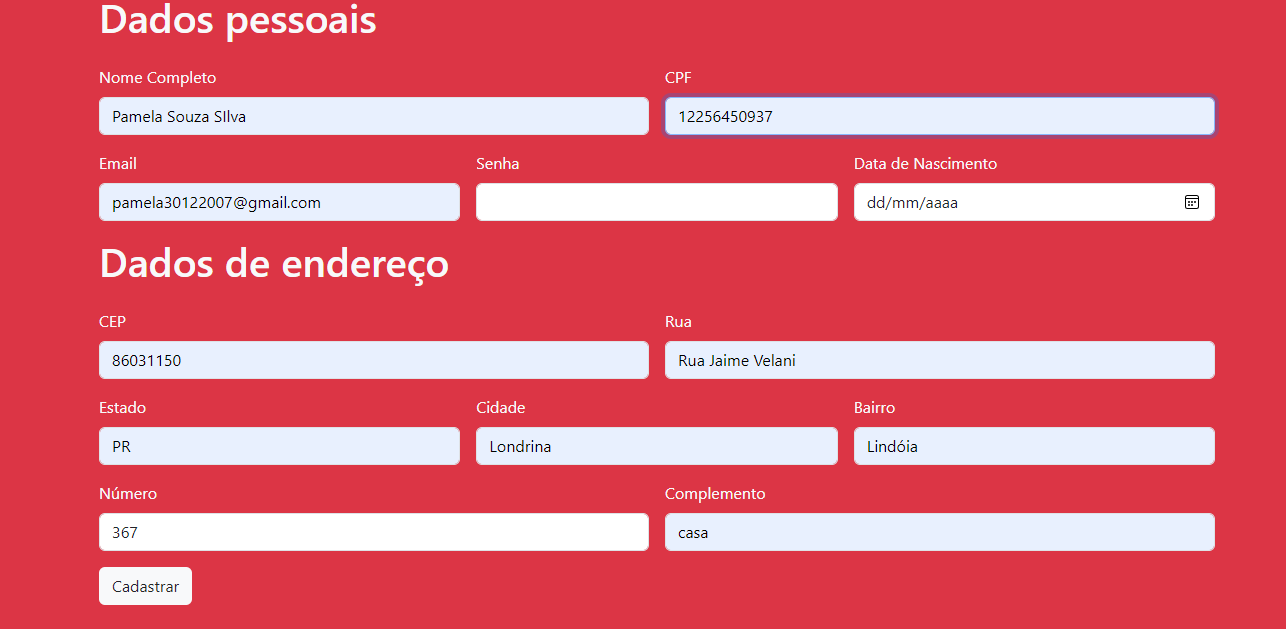 Dados pessoais
Nome Completo CPF
Pamela Souza SIlva 12256450937
Email Senha Data de Nascimento
pamela30122007@gmail.com dd/mm/aaaa
Dados de endereço
CEP Rua
86031150 Rua Jaime Velani
Estado Cidade Bairro
PR Londrina Lindóia
Número Complemento
367 casa
Cadastrar